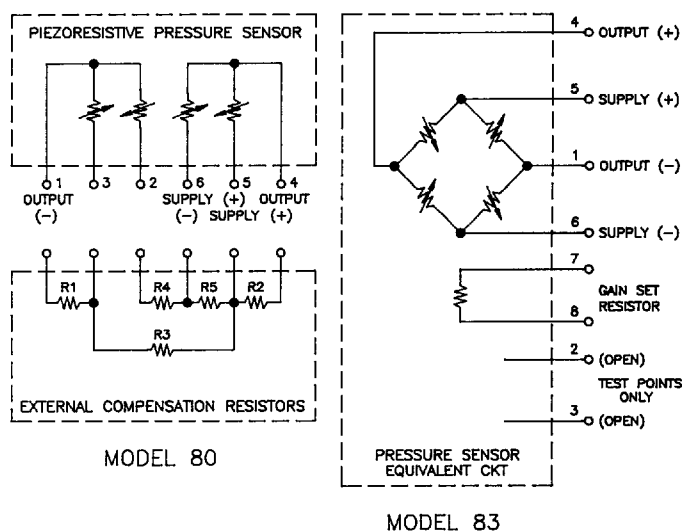 PIEZORESISTIVE PRESSURE SENSOR
1 3 2 6 5 4
OUTPUT SUPPLY (+) OUTPUT
(-) (-) SUPPLY (+)
R1 R4 R5 R2
R3
EXTERNAL COMPENSATION RESISTORS
MODEL 80
4 OUTPUT (+)
5 SUPPLY (+)
1 OUTPUT (-)
6 SUPPLY (-)
7
GAIN SET
RESISTOR
8
2 (OPEN)
TEST POINTS
ONLY
3 (OPEN)
PRESSURE SENSOR
EQUIVALENT CKT
MODEL 83